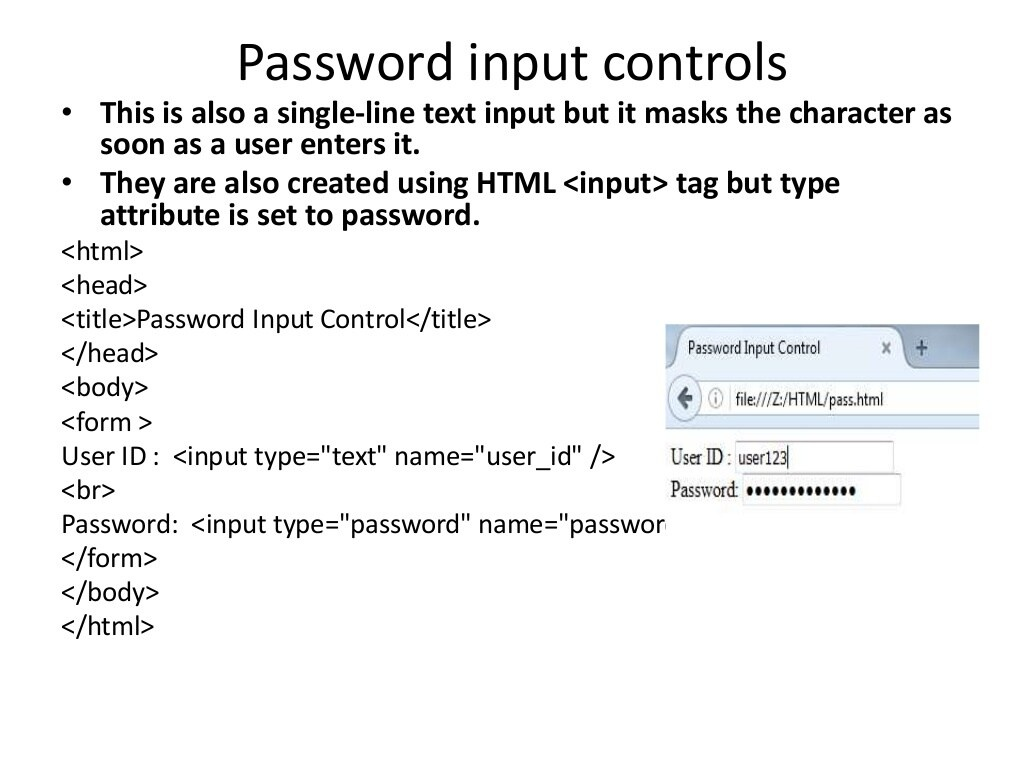 Password input controls
• This is also a single-line text input but it masks the character as
soon as a user enters it.
• They are also created using HTML <input> tag but type
attribute is set to password.
<html>
<head>
<title>Password Input Control</title>
</head>
<body>
<form >
User ID :  <input type="text" name="user_id" />
<br>
Password:  <input type="password" name="passwor
</form>
</body>
</html>
Password Input Control × +
file:///Z:/HTML/pass.html
User ID : user123
Password: •••••••••••••